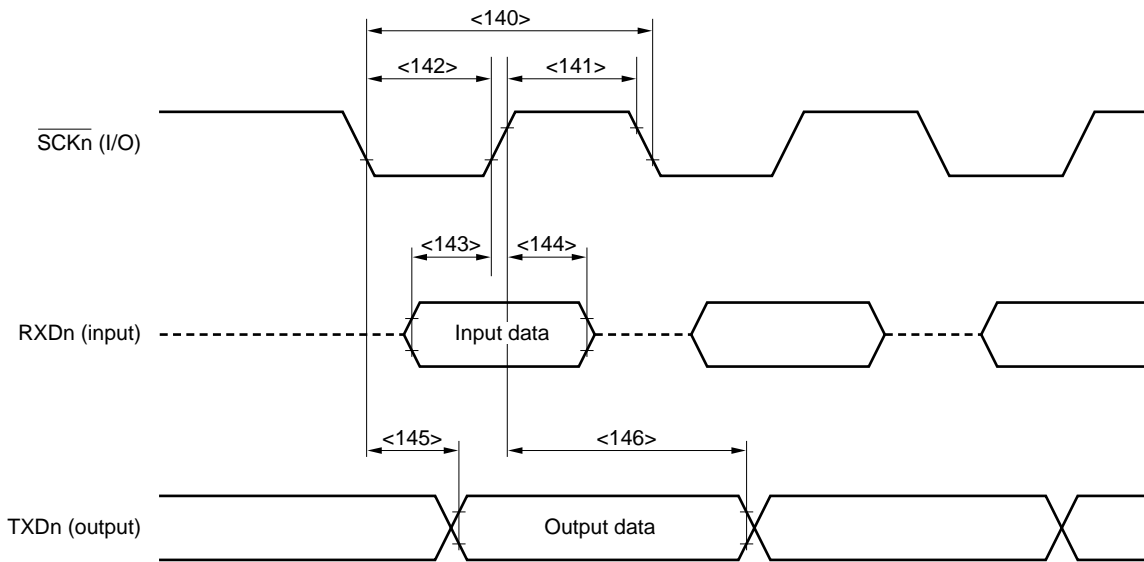 <140>
<142> <141>
SCKn (I/O)
<143> <144>
RXDn (input) Input data
<145> <146>
TXDn (output) Output data